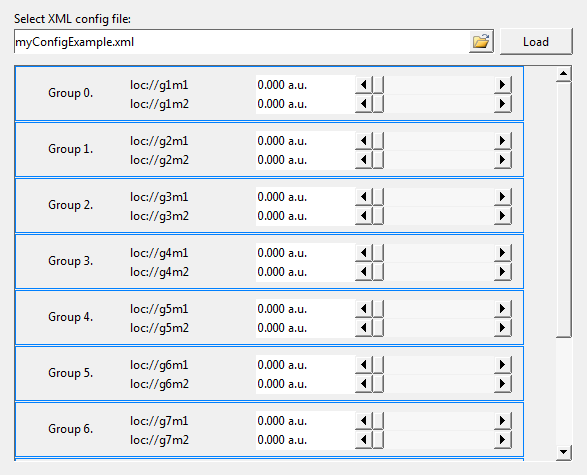 Select XML config file:
myConfigExample.xml Load
Group 0. loc://g1m1 0.000 a.u.
loc://g1m2 0.000 a.u.
Group 1. loc://g2m1 0.000 a.u.
loc://g2m2 0.000 a.u.
Group 2. loc://g3m1 0.000 a.u.
loc://g3m2 0.000 a.u.
Group 3. loc://g4m1 0.000 a.u.
loc://g4m2 0.000 a.u.
Group 4. loc://g5m1 0.000 a.u.
loc://g5m2 0.000 a.u.
Group 5. loc://g6m1 0.000 a.u.
loc://g6m2 0.000 a.u.
Group 6. loc://g7m1 0.000 a.u.
loc://g7m2 0.000 a.u.